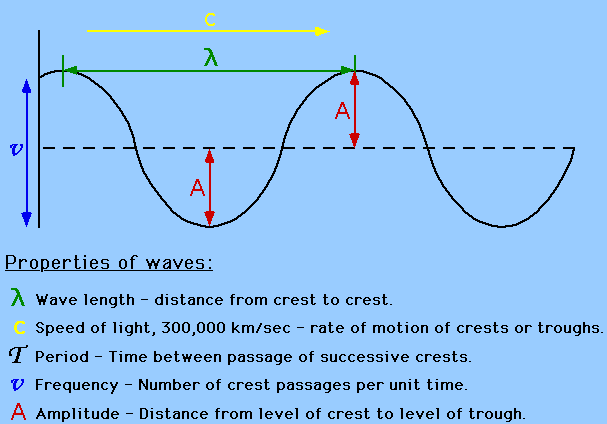 c
λ
A
ν
A
Properties of waves:
λ Wave length - distance from crest to crest.
c Speed of light, 300,000 km/sec - rate of motion of crests or troughs.
T Period - Time between passage of successive crests.
ν Frequency - Number of crest passages per unit time.
A Amplitude - Distance from level of crest to level of trough.